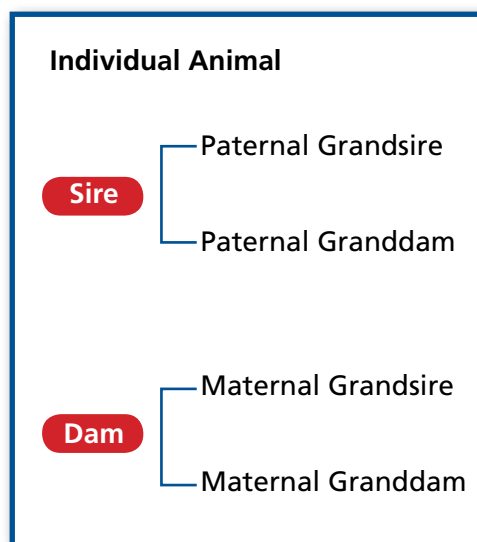 Individual Animal
Paternal Grandsire
Sire
Paternal Granddam
Maternal Grandsire
Dam
Maternal Granddam